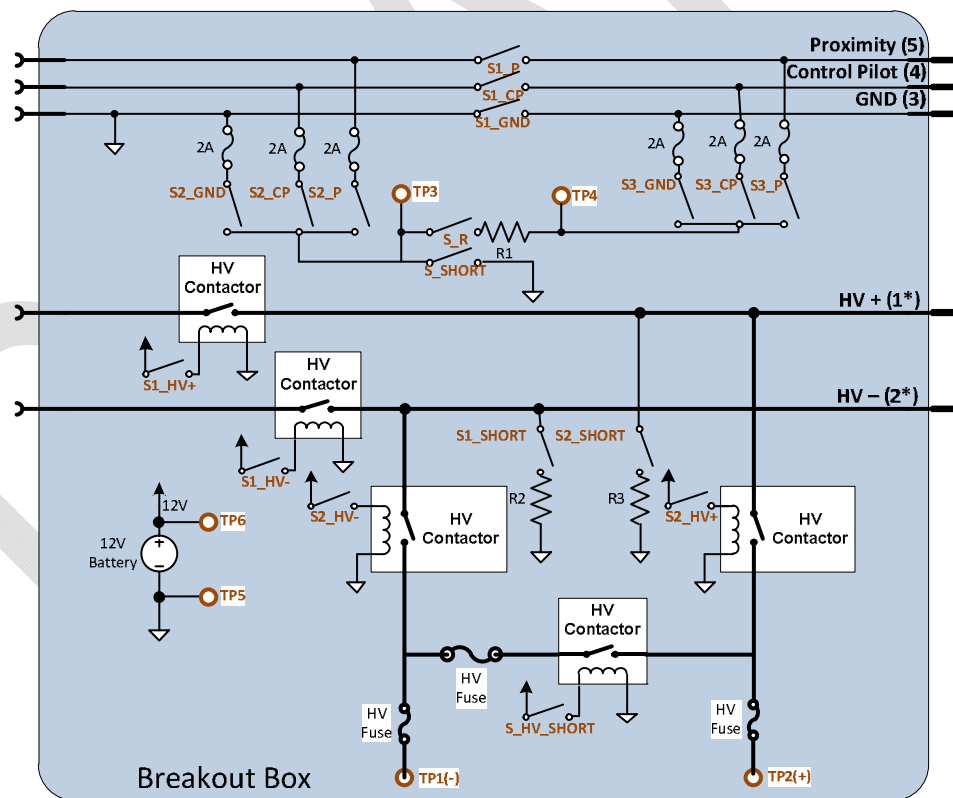 Proximity (5)
S1_P
Control Pilot (4)
S1_CP
GND (3)
S1_GND
2A
2A
2A
2A
2A
2A
S2_GND
S2_CP
S2_P
S3_GND
S3_CP
S3_P
TP3
TP4
S_R
R1
S_SHORT
HV
Contactor
HV + (1*)
S1_HV+
HV
Contactor
HV – (2*)
S1_SHORT
S2_SHORT
S1_HV-
S2_HV-
R2
R3
S2_HV+
HV
Contactor
HV
Contactor
12V
TP6
12V
Battery
+
–
TP5
HV
Contactor
HV
Fuse
S_HV_SHORT
HV
Fuse
HV
Fuse
Breakout Box
TP1(-)
TP2(+)